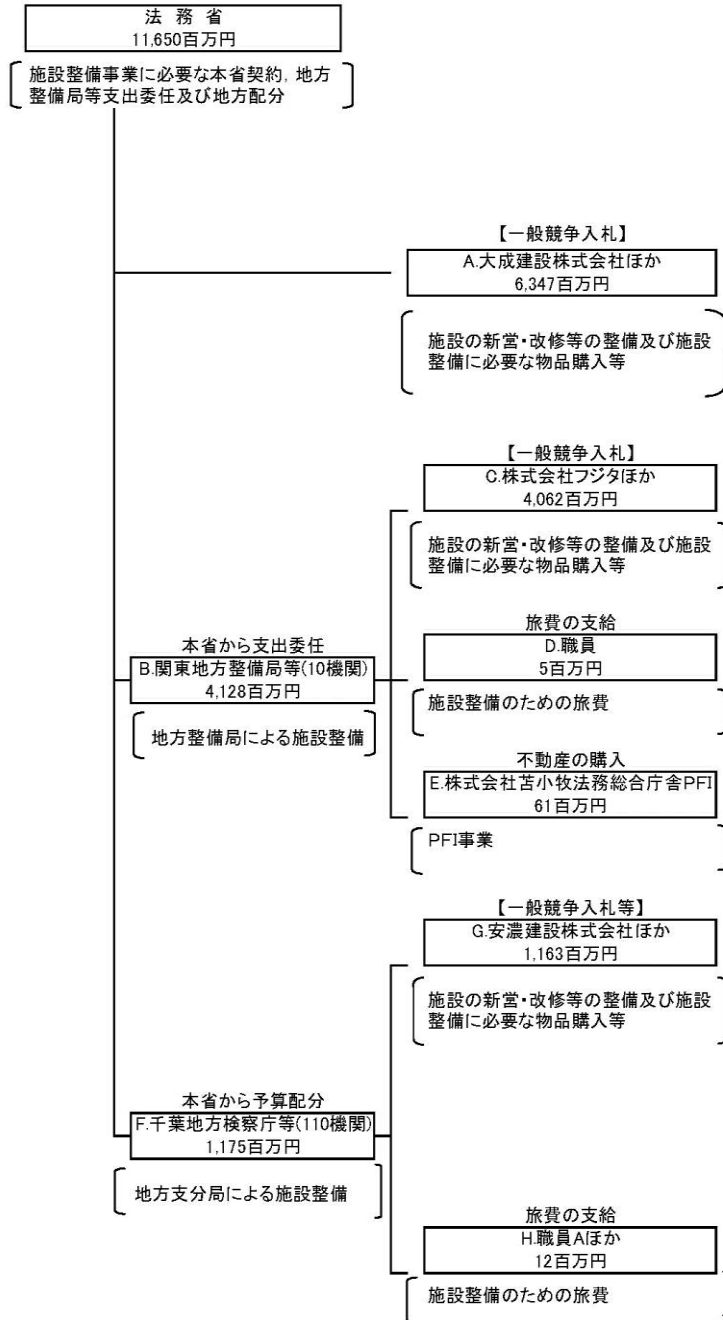 法務省
11,650百万円
施設整備事業に必要な本省契約，地方
整備局等支出委任及び地方配分
【一般競争入札】
A.大成建設株式会社ほか
6,347百万円
施設の新営・改修等の整備及び施設
整備に必要な物品購入等
【一般競争入札】
C.株式会社フジタほか
4,062百万円
施設の新営・改修等の整備及び施設
整備に必要な物品購入等
本省から支出委任
B.関東地方整備局等(10機関)
4,128百万円
地方整備局による施設整備
旅費の支給
D.職員
5百万円
施設整備のための旅費
不動産の購入
E.株式会社苫小牧法務総合庁舎PFI
61百万円
PFI事業
【一般競争入札等】
G.安濃建設株式会社ほか
1,163百万円
施設の新営・改修等の整備及び施設
整備に必要な物品購入等
本省から予算配分
F.千葉地方検察庁等(110機関)
1,175百万円
地方支分局による施設整備
旅費の支給
H.職員Aほか
12百万円
施設整備のための旅費